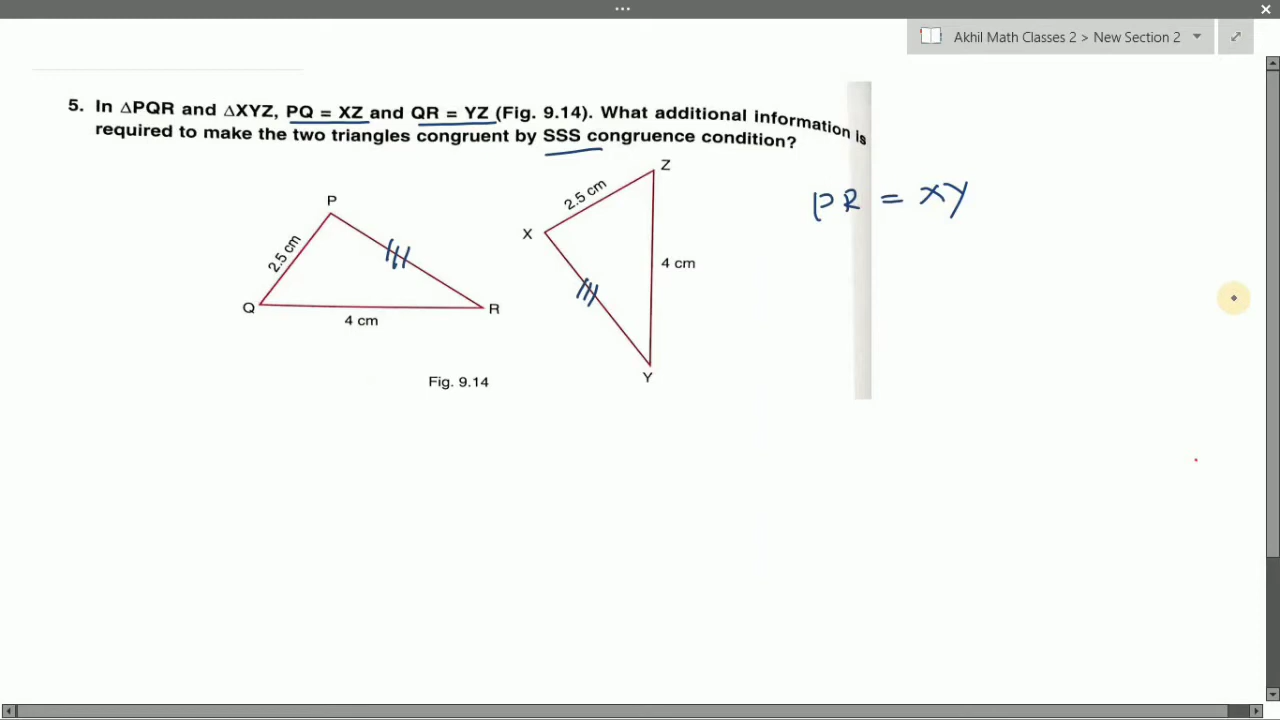 Akhil Math Classes 2 > New Section 2
5. In △PQR and △XYZ, PQ = XZ and QR = YZ (Fig. 9.14). What additional information is
required to make the two triangles congruent by SSS congruence condition?
PR = XY
P
2.5 cm
Q
R
4 cm
Z
2.5 cm
X
4 cm
Y
Fig. 9.14